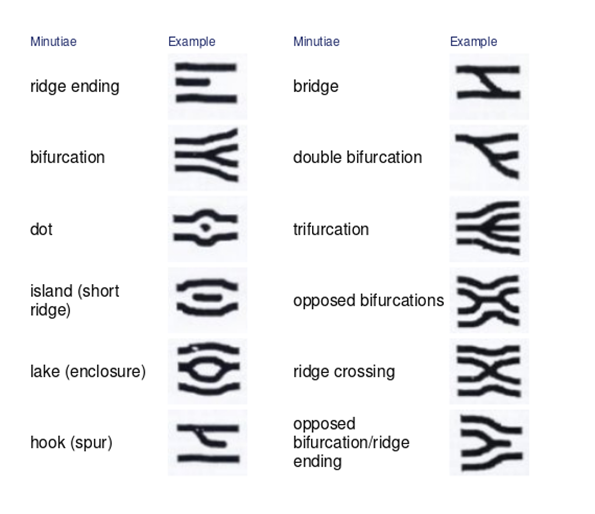 Minutiae Example Minutiae Example
ridge ending bridge
bifurcation double bifurcation
dot trifurcation
island (short
ridge) opposed bifurcations
lake (enclosure) ridge crossing
hook (spur) opposed
bifurcation/ridge
ending